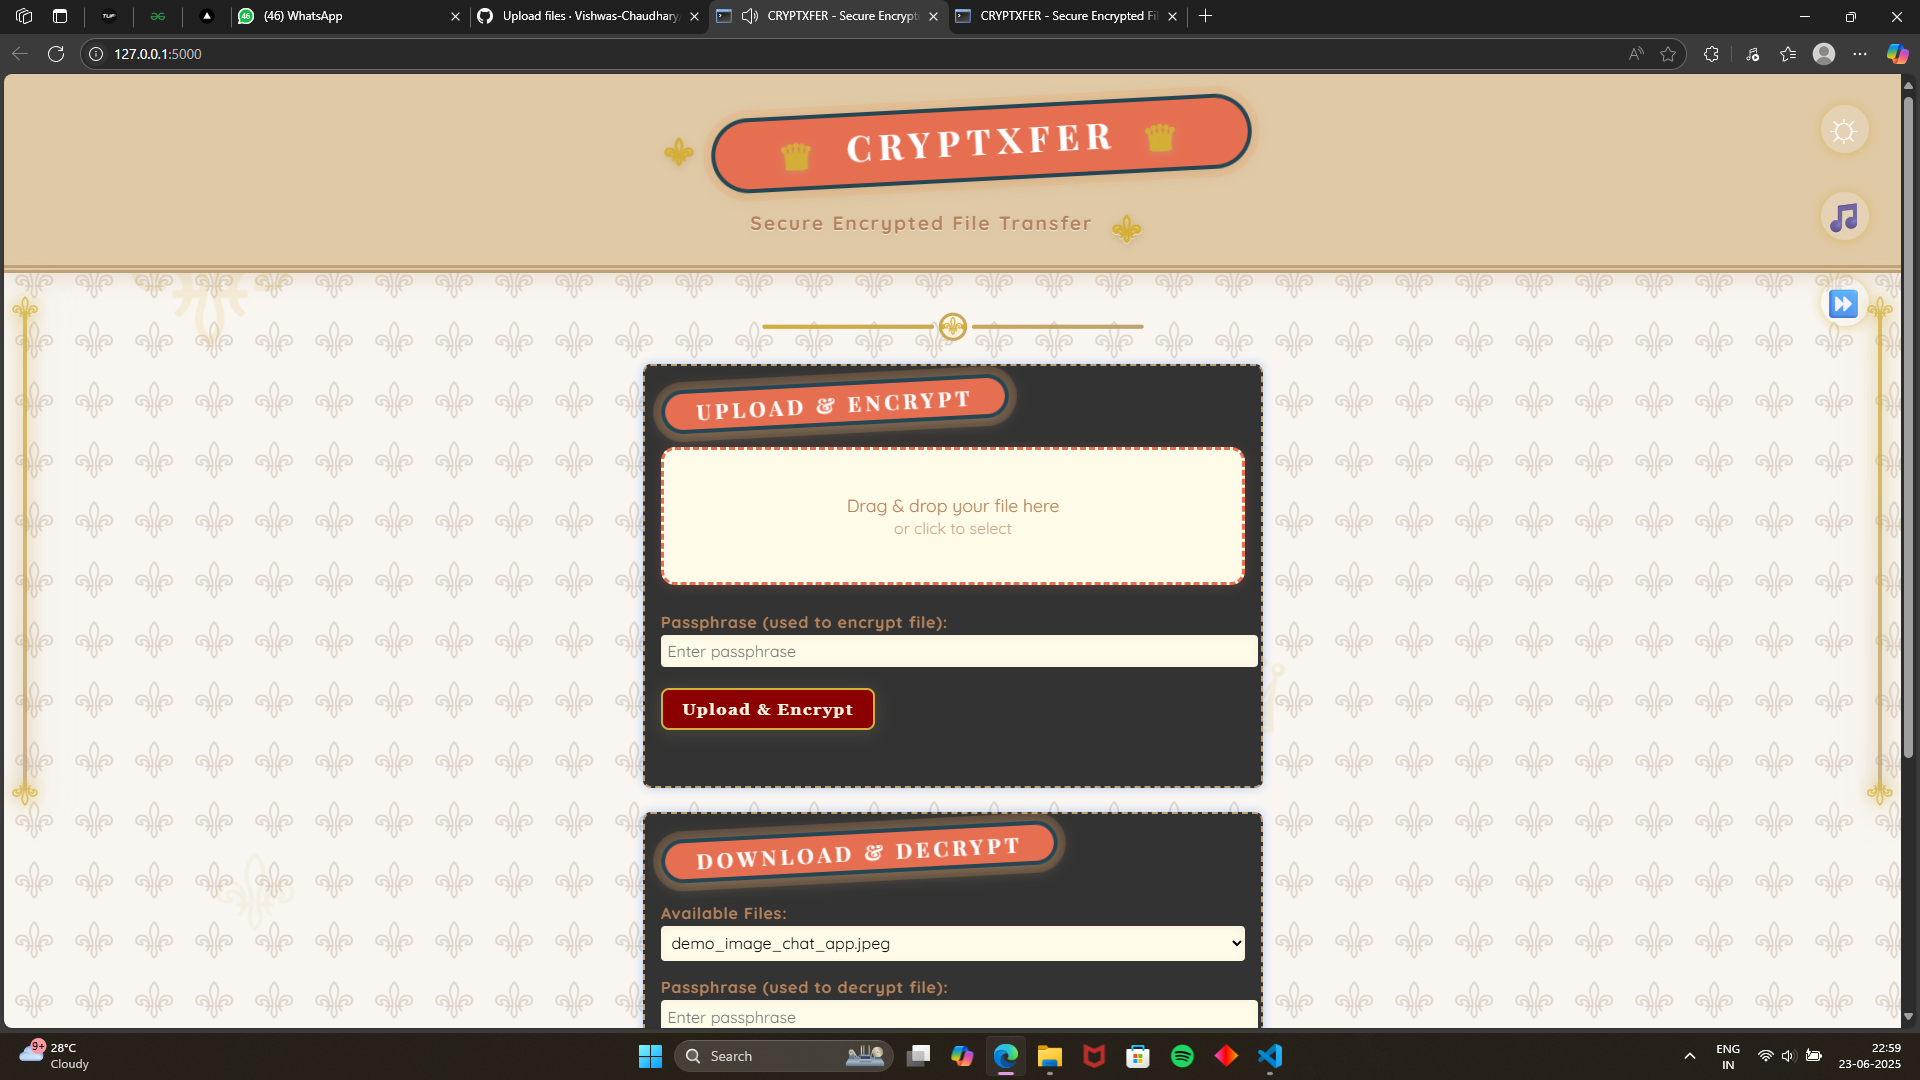 (46) WhatsApp
Upload files · Vishwas-Chaudhary
CRYPTXFER - Secure Encrypt
CRYPTXFER - Secure Encrypted Fi
127.0.0.1:5000
CRYPTXFER
Secure Encrypted File Transfer
UPLOAD & ENCRYPT
Drag & drop your file here
or click to select
Passphrase (used to encrypt file):
Enter passphrase
Upload & Encrypt
DOWNLOAD & DECRYPT
Available Files:
demo_image_chat_app.jpeg
Passphrase (used to decrypt file):
Enter passphrase
9+
28°C
Cloudy
Search
ENG
IN
22:59
23-06-2025